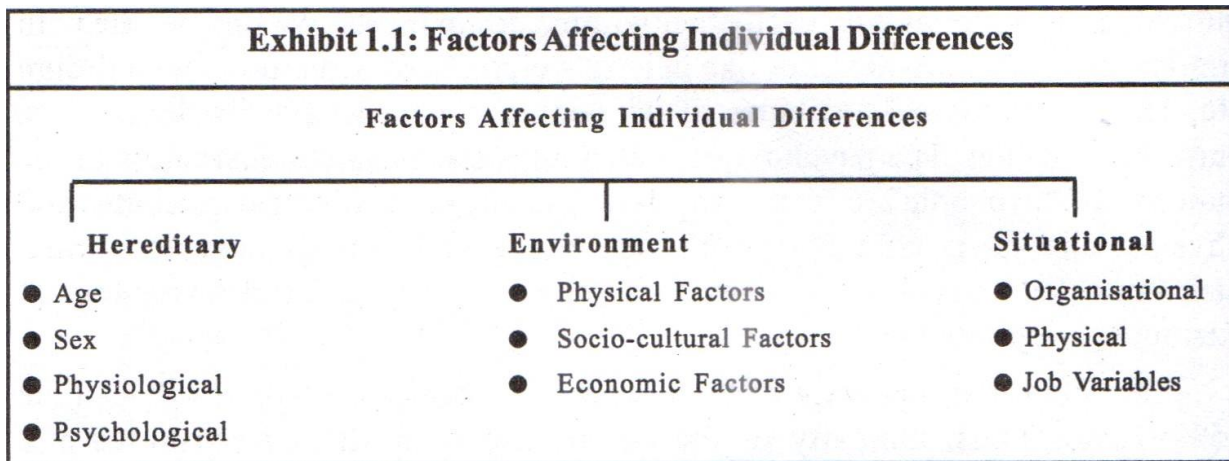 Exhibit 1.1: Factors Affecting Individual Differences
Factors Affecting Individual Differences
Hereditary
● Age
● Sex
● Physiological
● Psychological
Environment
● Physical Factors
● Socio-cultural Factors
● Economic Factors
Situational
● Organisational
● Physical
● Job Variables